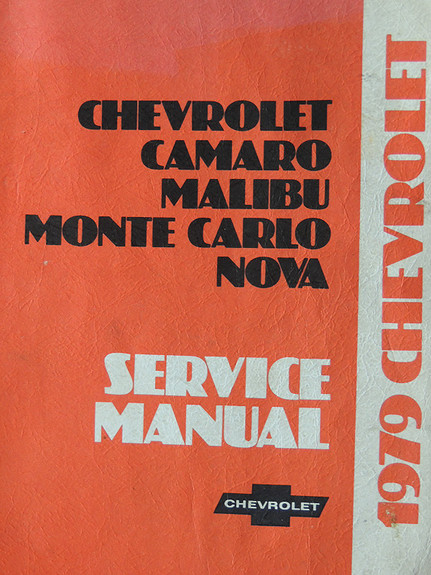 CHEVROLET
CAMARO
MALIBU
MONTE CARLO
NOVA
SERVICE
MANUAL
CHEVROLET
1979 CHEVROLET